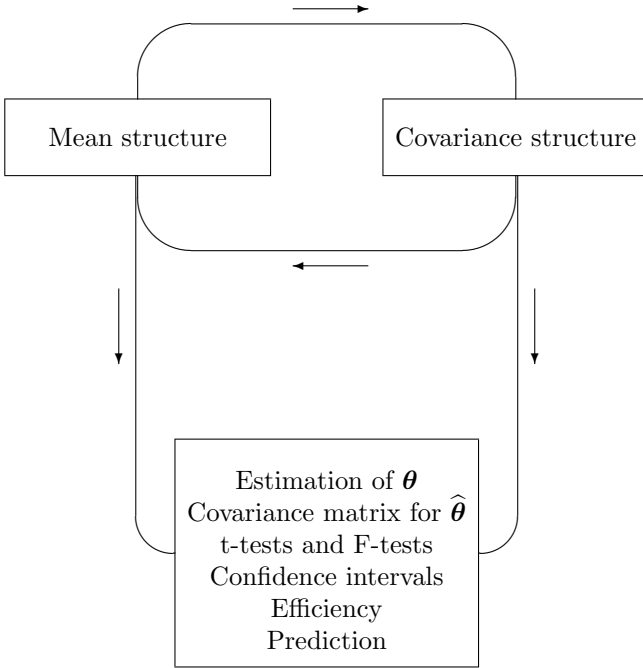 Mean structure
Covariance structure
Estimation of θ
Covariance matrix for θ̂
t-tests and F-tests
Confidence intervals
Efficiency
Prediction